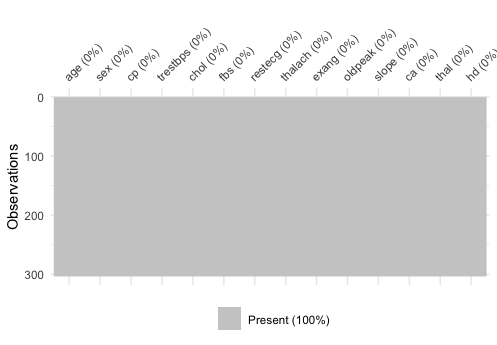 age (0%)
sex (0%)
cp (0%)
trestbps (0%)
chol (0%)
fbs (0%)
restecg (0%)
thalach (0%)
exang (0%)
oldpeak (0%)
slope (0%)
ca (0%)
thal (0%)
hd (0%)
0
100
200
300
Observations
Present (100%)